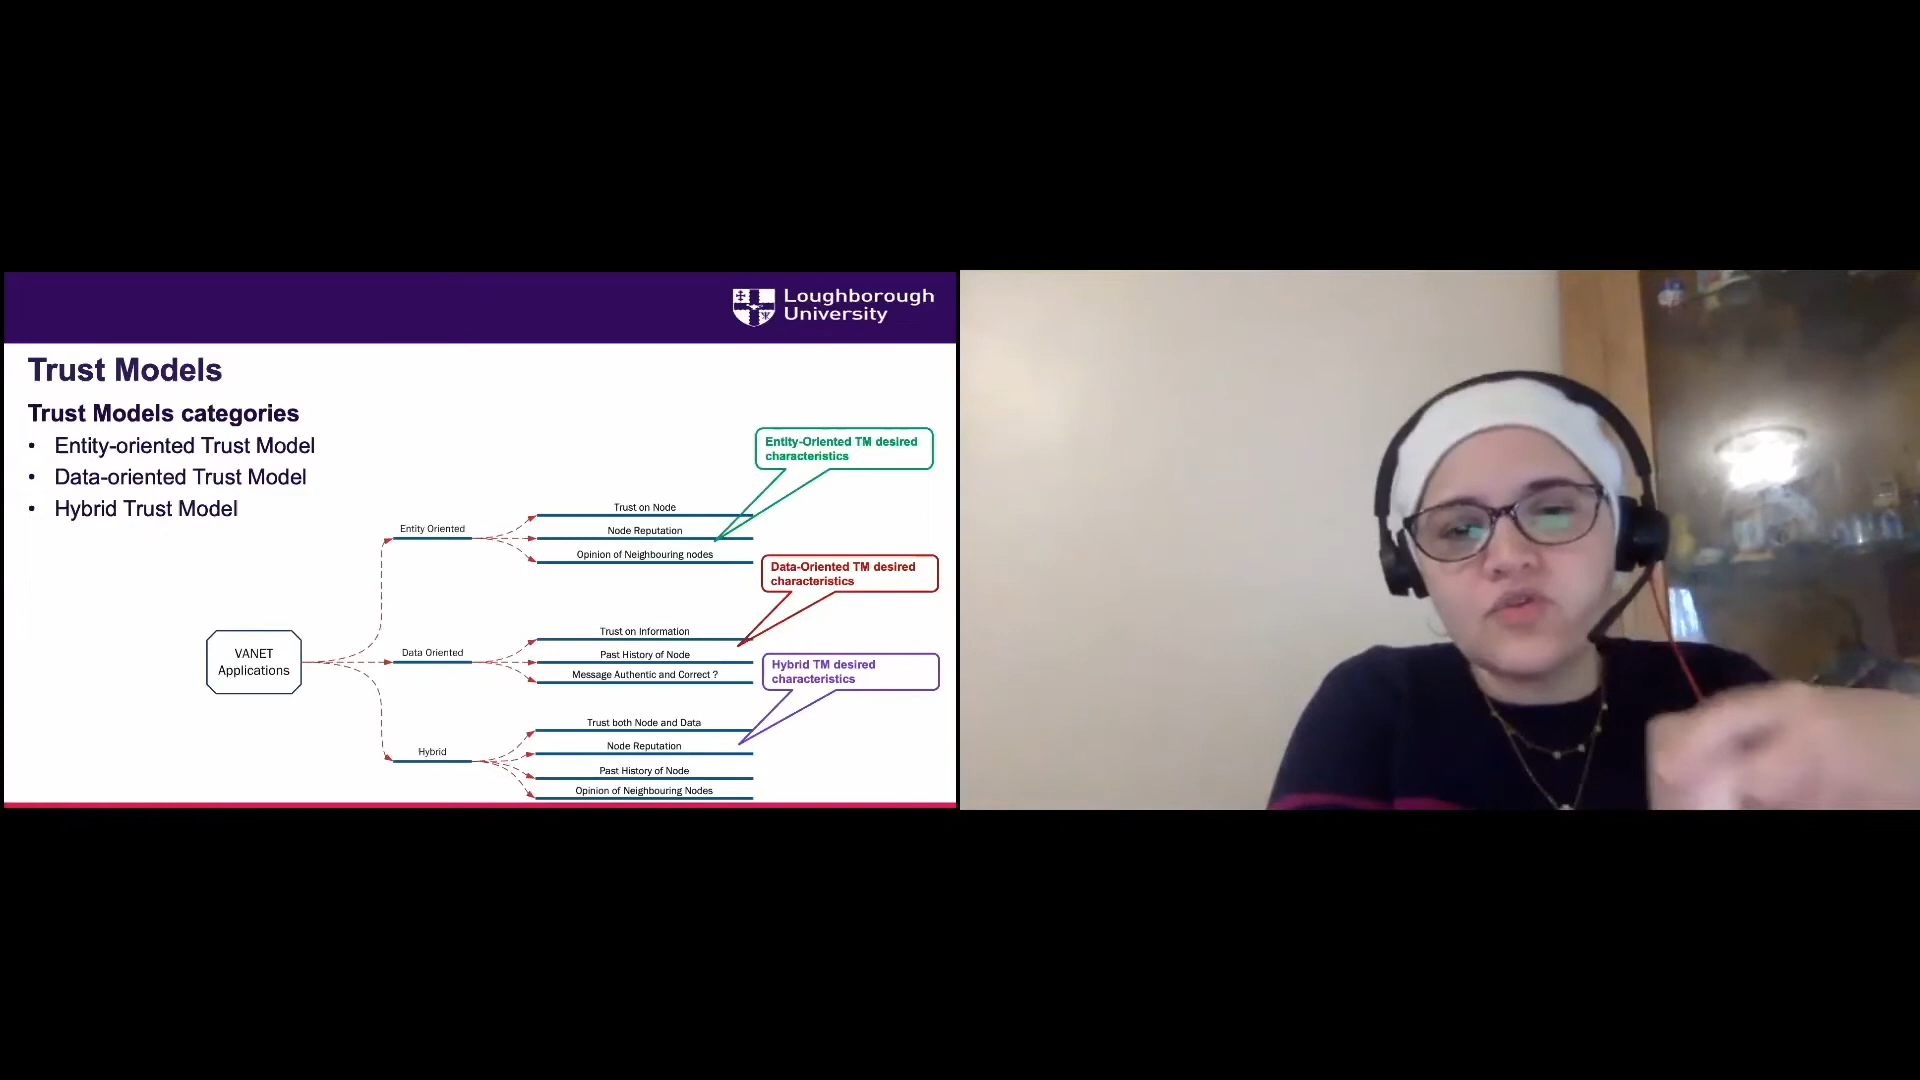 Loughborough
University
Trust Models
Trust Models categories
• Entity-oriented Trust Model
• Data-oriented Trust Model
• Hybrid Trust Model
Entity-Oriented TM desired
characteristics
Trust on Node
Entity Oriented
Node Reputation
Opinion of Neighbouring nodes
Data-Oriented TM desired
characteristics
Trust on Information
VANET
Applications
Data Oriented
Past History of Node
Message Authentic and Correct ?
Hybrid TM desired
characteristics
Trust both Node and Data
Hybrid
Node Reputation
Past History of Node
Opinion of Neighbouring Nodes